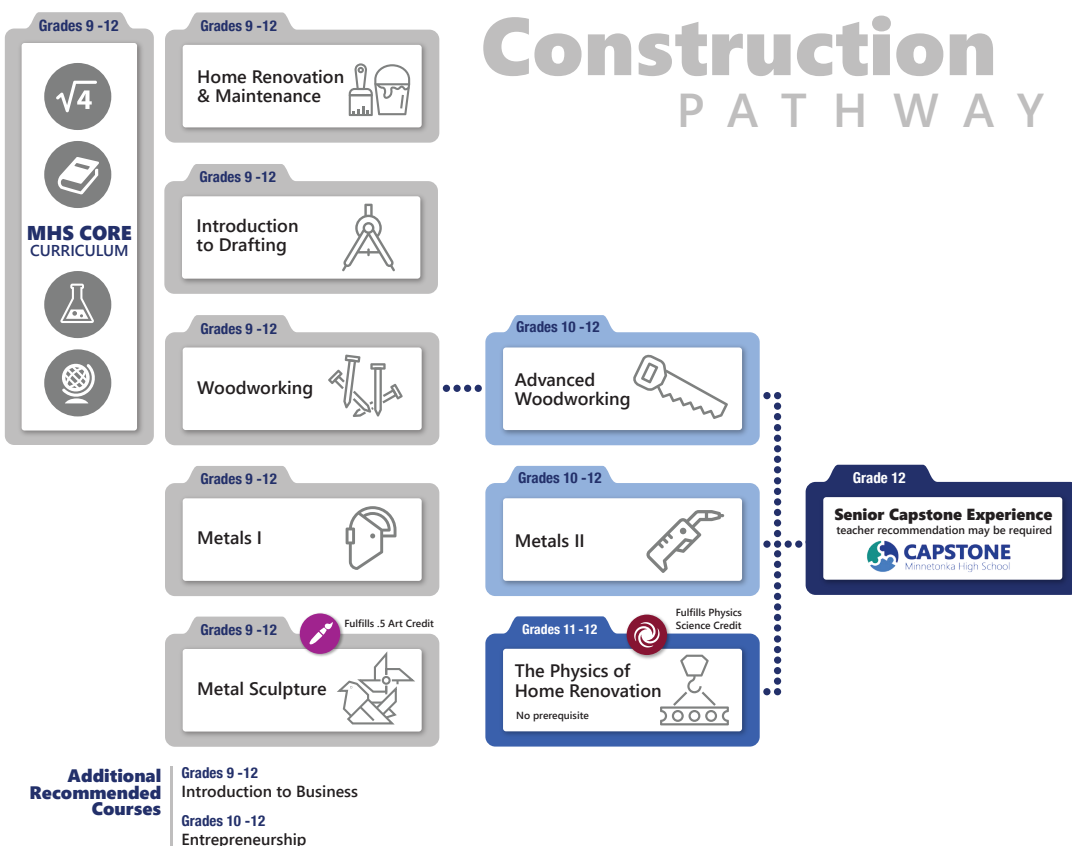 Construction
PATHWAY
Grades 9 -12
√4
MHS CORE
CURRICULUM
Grades 9 -12
Home Renovation
& Maintenance
Grades 9 -12
Introduction
to Drafting
Grades 9 -12
Woodworking
Grades 10 -12
Advanced
Woodworking
Grades 9 -12
Metals I
Grades 10 -12
Metals II
Grade 12
Senior Capstone Experience
teacher recommendation may be required
CAPSTONE
Minnetonka High School
Grades 9 -12
Fulfills .5 Art Credit
Metal Sculpture
Grades 11 -12
Fulfills Physics
Science Credit
The Physics of
Home Renovation
No prerequisite
Additional
Recommended
Courses
Grades 9 -12
Introduction to Business
Grades 10 -12
Entrepreneurship